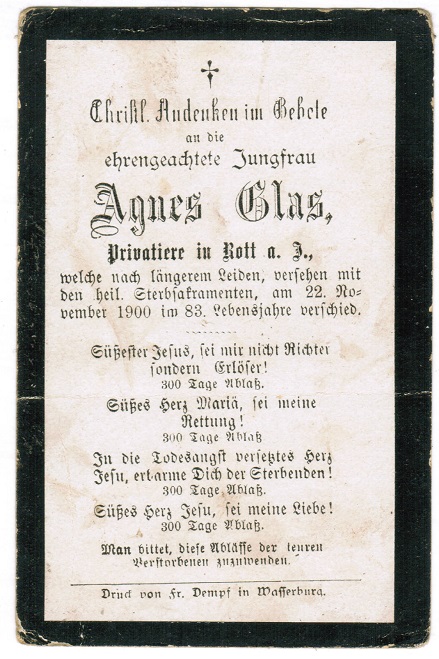 Christl. Andenken im Gebete
an die
ehrengeachtete Jungfrau
Agnes Glas,
Privatiere in Rott a. I.,
welche nach längerem Leiden, versehen mit
den heil. Sterbsakramenten, am 22. No-
vember 1900 im 83. Lebensjahre verschied.
Süßester Jesus, sei mir nicht Richter
sondern Erlöser!
300 Tage Ablaß.
Süßes Herz Mariä, sei meine
Rettung!
300 Tage Ablaß
In die Todesangst versetztes Herz
Jesu, erbarme Dich der Sterbenden!
300 Tage Ablaß.
Süßes Herz Jesu, sei meine Liebe!
300 Tage Ablaß.
Man bittet, diese Ablässe der teuren
Verstorbenen zuzuwenden.
Druck von Fr. Dempf in Wasserburg.